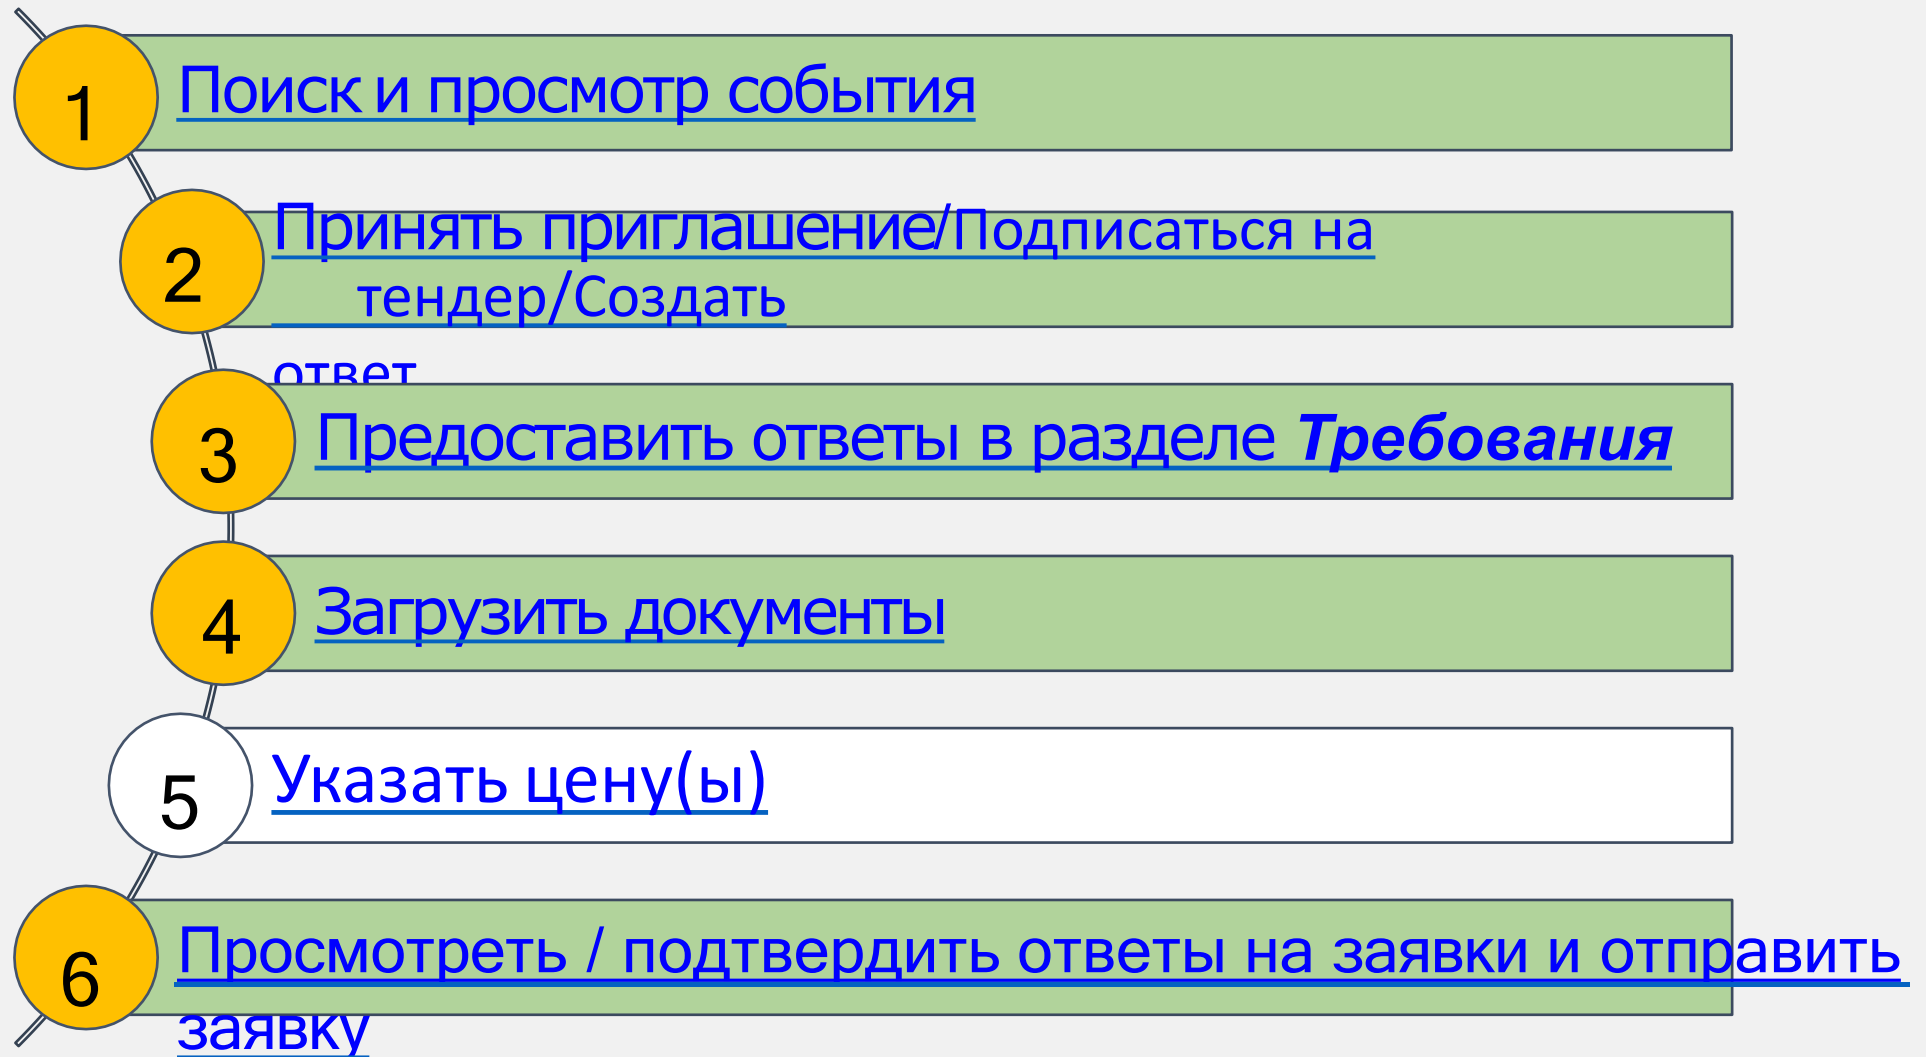 1 Поиск и просмотр события
2 Принять приглашение/Подписаться на
тендер/Создать
ответ
3 Предоставить ответы в разделе Требования
4 Загрузить документы
5 Указать цену(ы)
6 Просмотреть / подтвердить ответы на заявки и отправить
заявку